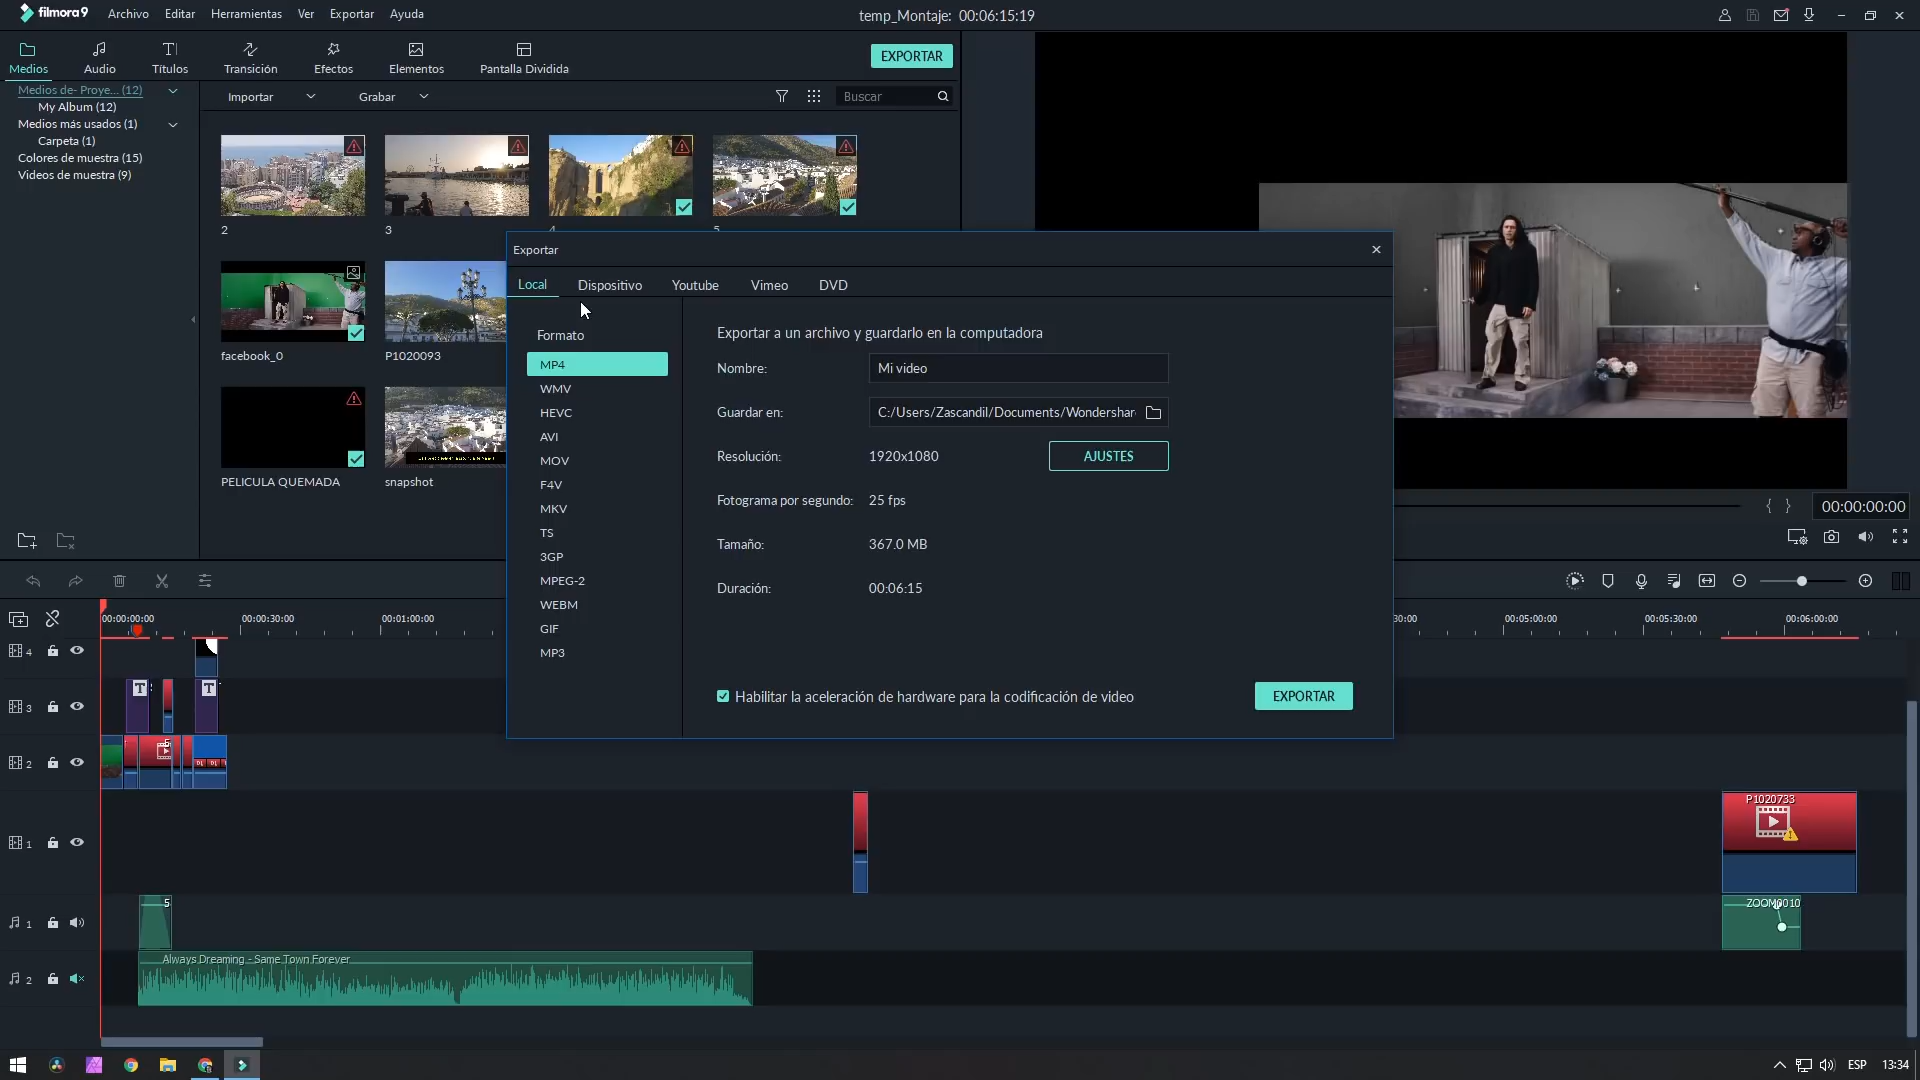 filmora9
Archivo Editar Herramientas Ver Exportar Ayuda
temp_Montaje: 00:06:15:19
Medios Audio Títulos Transición Efectos Elementos Pantalla Dividida
EXPORTAR
Medios de- Proye... (12)
My Album (12)
Medios más usados (1)
Carpeta (1)
Colores de muestra (15)
Videos de muestra (9)
Importar Grabar Buscar
2 3 4 5
facebook_0 P1020093
PELICULA QUEMADA snapshot
Exportar
Local Dispositivo Youtube Vimeo DVD
Formato
MP4
WMV
HEVC
AVI
MOV
F4V
MKV
TS
3GP
MPEG-2
WEBM
GIF
MP3
Exportar a un archivo y guardarlo en la computadora
Nombre: Mi video
Guardar en: C:/Users/Zascandil/Documents/Wondershar
Resolución: 1920x1080 AJUSTES
Fotograma por segundo: 25 fps
Tamaño: 367.0 MB
Duración: 00:06:15
Habilitar la aceleración de hardware para la codificación de video
EXPORTAR
00:00:00:00
00:00:00:00 00:00:30:00 00:01:00:00 30:00 00:05:00:00 00:05:30:00 00:06:00:00
4
3 T T
2
1 P1020733
1 5 ZOOM0010
2 Always Dreaming - Same Town Forever
ESP 13:34